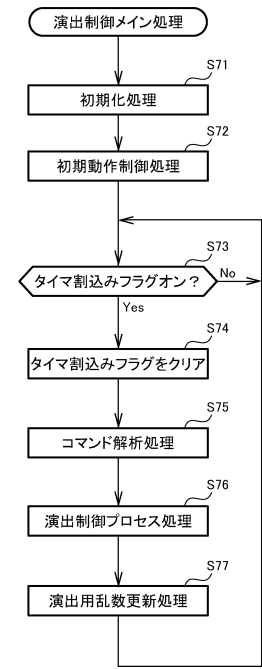 演出制御メイン処理
S71
初期化処理
S72
初期動作制御処理
S73
タイマ割込みフラグオン？
No
Yes
S74
タイマ割込みフラグをクリア
S75
コマンド解析処理
S76
演出制御プロセス処理
S77
演出用乱数更新処理